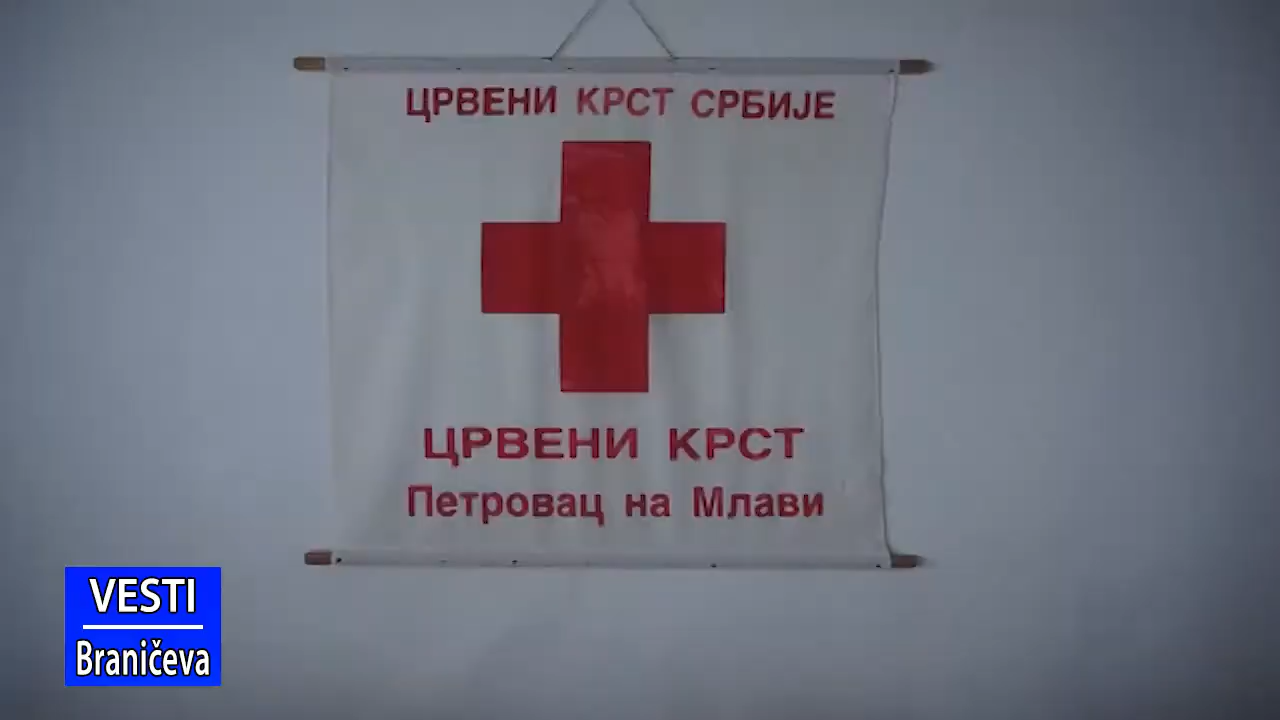 ЦРВЕНИ КРСТ СРБИЈЕ
ЦРВЕНИ КРСТ
Петровац на Млави
VESTI
Braničeva